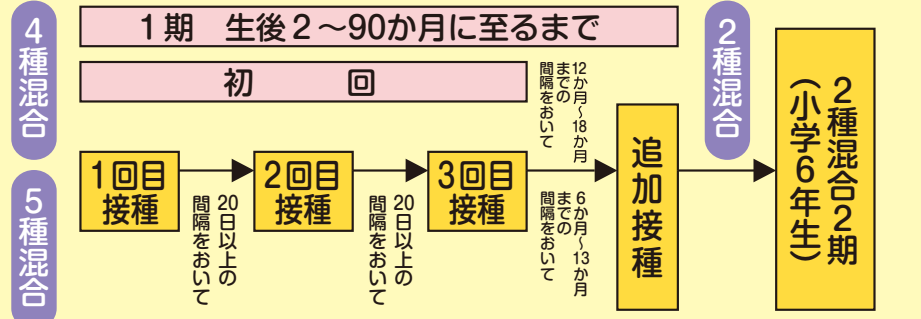 4種混合
5種混合
1期　生後2～90か月に至るまで
初　回
1回目
接種
20日以上の
間隔をおいて
2回目
接種
20日以上の
間隔をおいて
3回目
接種
12か月～18か月
までの
間隔をおいて
6か月～13か月
までの
間隔をおいて
追加接種
2種混合
2種混合2期
（小学6年生）